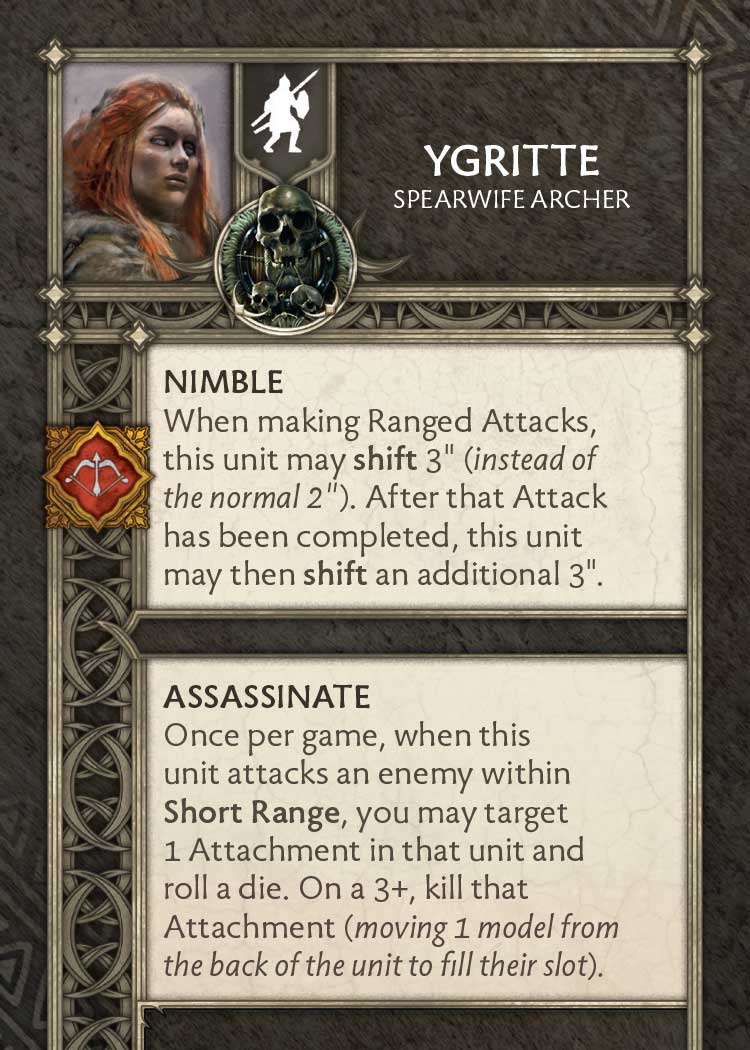 YGRITTE
SPEARWIFE ARCHER
NIMBLE
When making Ranged Attacks,
this unit may shift 3" (instead of
the normal 2"). After that Attack
has been completed, this unit
may then shift an additional 3".
ASSASSINATE
Once per game, when this
unit attacks an enemy within
Short Range, you may target
1 Attachment in that unit and
roll a die. On a 3+, kill that
Attachment (moving 1 model from
the back of the unit to fill their slot).